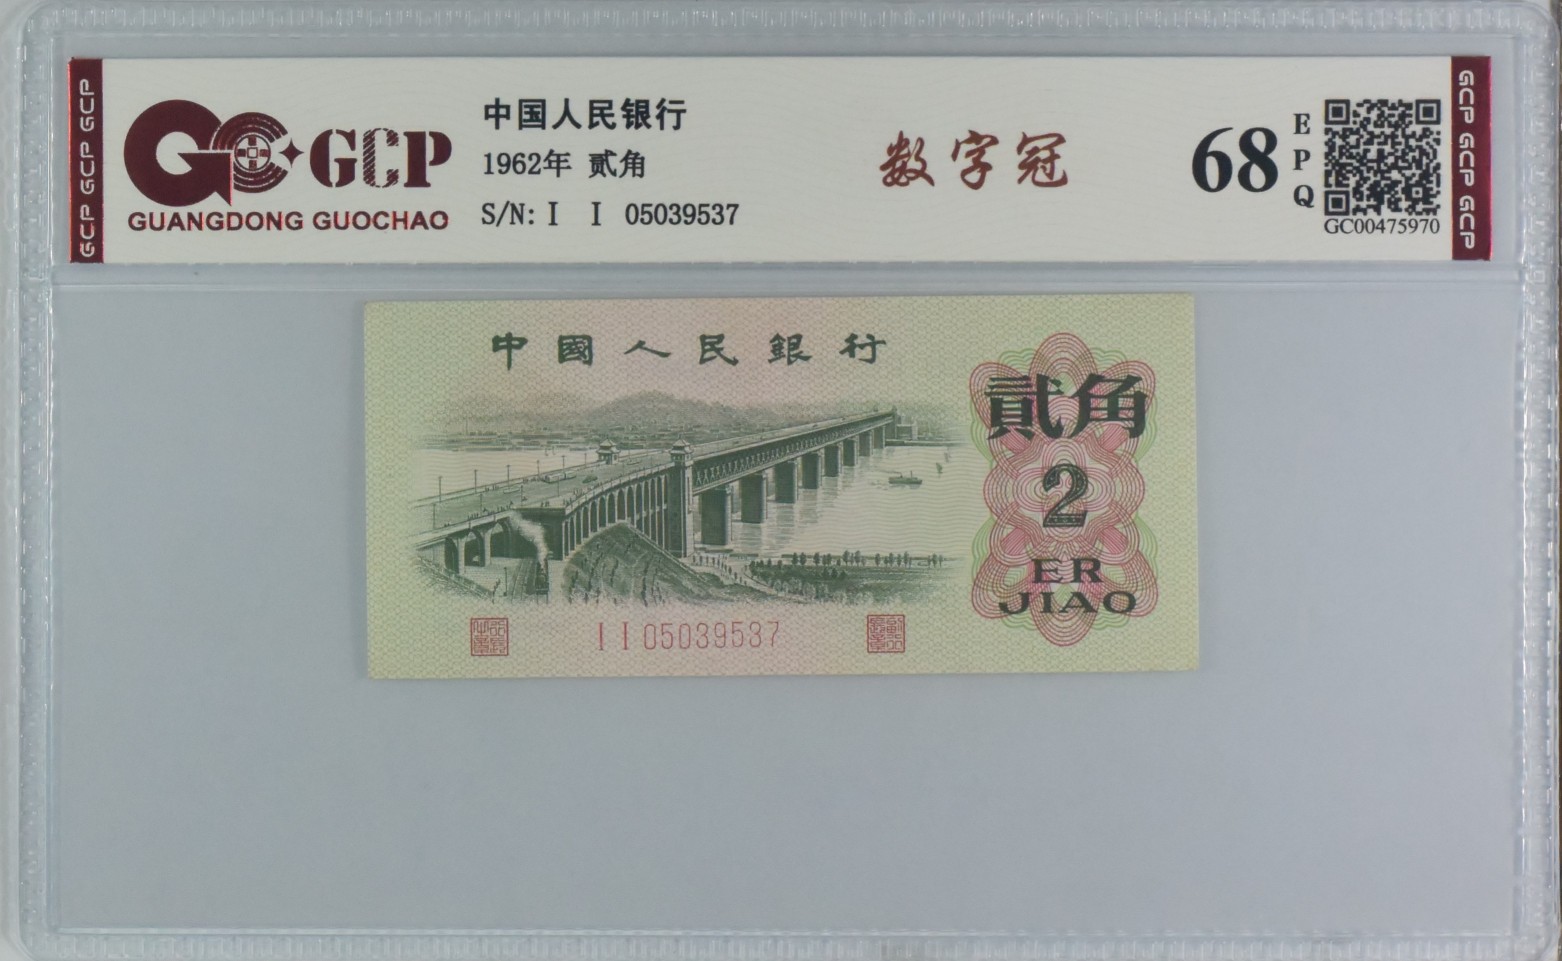 GCP GCP GCP
GCP
GUANGDONG GUOCHAO
中国人民银行
1962年 贰角
S/N: I I 05039537
数字冠
68
EPQ
GC00475970
GCP GCP GCP
中國人民銀行
貳角
2
ER
JIAO
I I 05039537